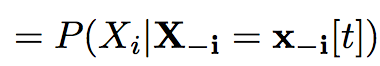 = P(X_i|X_{−i} = x_{−i}[t])